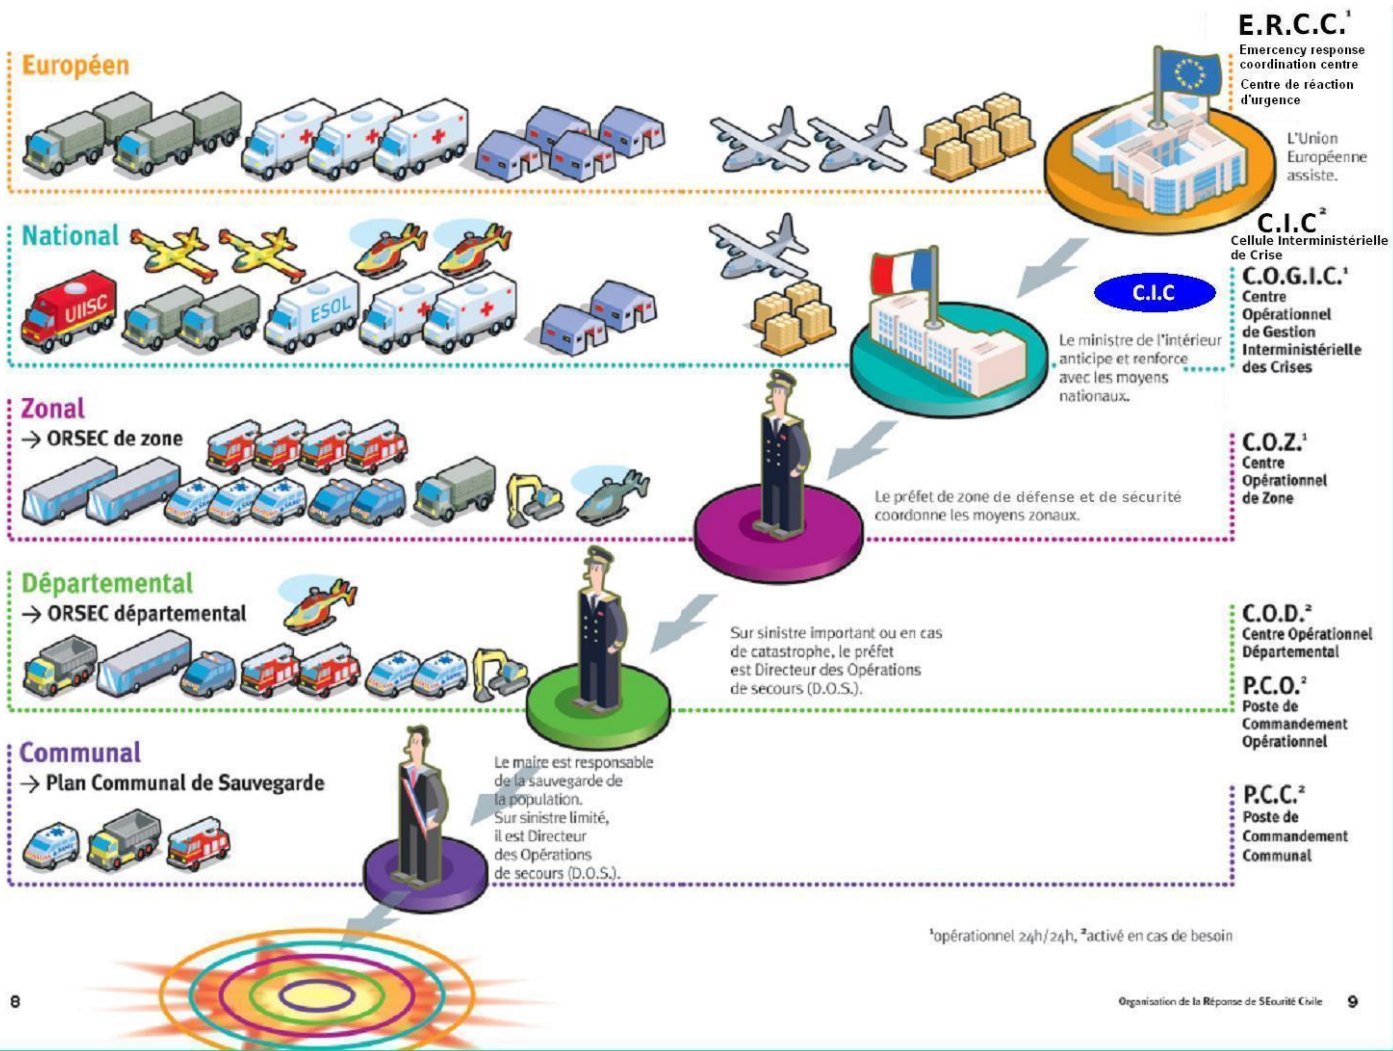 E.R.C.C.¹
Emercency response
coordination centre
Centre de réaction
d'urgence
Européen
L'Union
Européenne
assiste.
C.I.C²
Cellule Interministérielle
de Crise
National
UIISC
ESOL
C.I.C
C.O.G.I.C.¹
Centre
Opérationnel
de Gestion
Interministérielle
des Crises
Le ministre de l'intérieur
anticipe et renforce
avec les moyens
nationaux.
Zonal
→ ORSEC de zone
C.O.Z.¹
Centre
Opérationnel
de Zone
Le préfet de zone de défense et de sécurité
coordonne les moyens zonaux.
Départemental
→ ORSEC départemental
Sur sinistre important ou en cas
de catastrophe, le préfet
est Directeur des Opérations
de secours (D.O.S.).
C.O.D.²
Centre Opérationnel
Départemental
P.C.O.²
Poste de
Commandement
Opérationnel
Communal
→ Plan Communal de Sauvegarde
Le maire est responsable
de la sauvegarde de
la population.
Sur sinistre limité,
il est Directeur
des Opérations
de secours (D.O.S.).
P.C.C.²
Poste de
Commandement
Communal
¹opérationnel 24h/24h, ²activé en cas de besoin
8
Organisation de la Réponse de SEcurité Civile 9